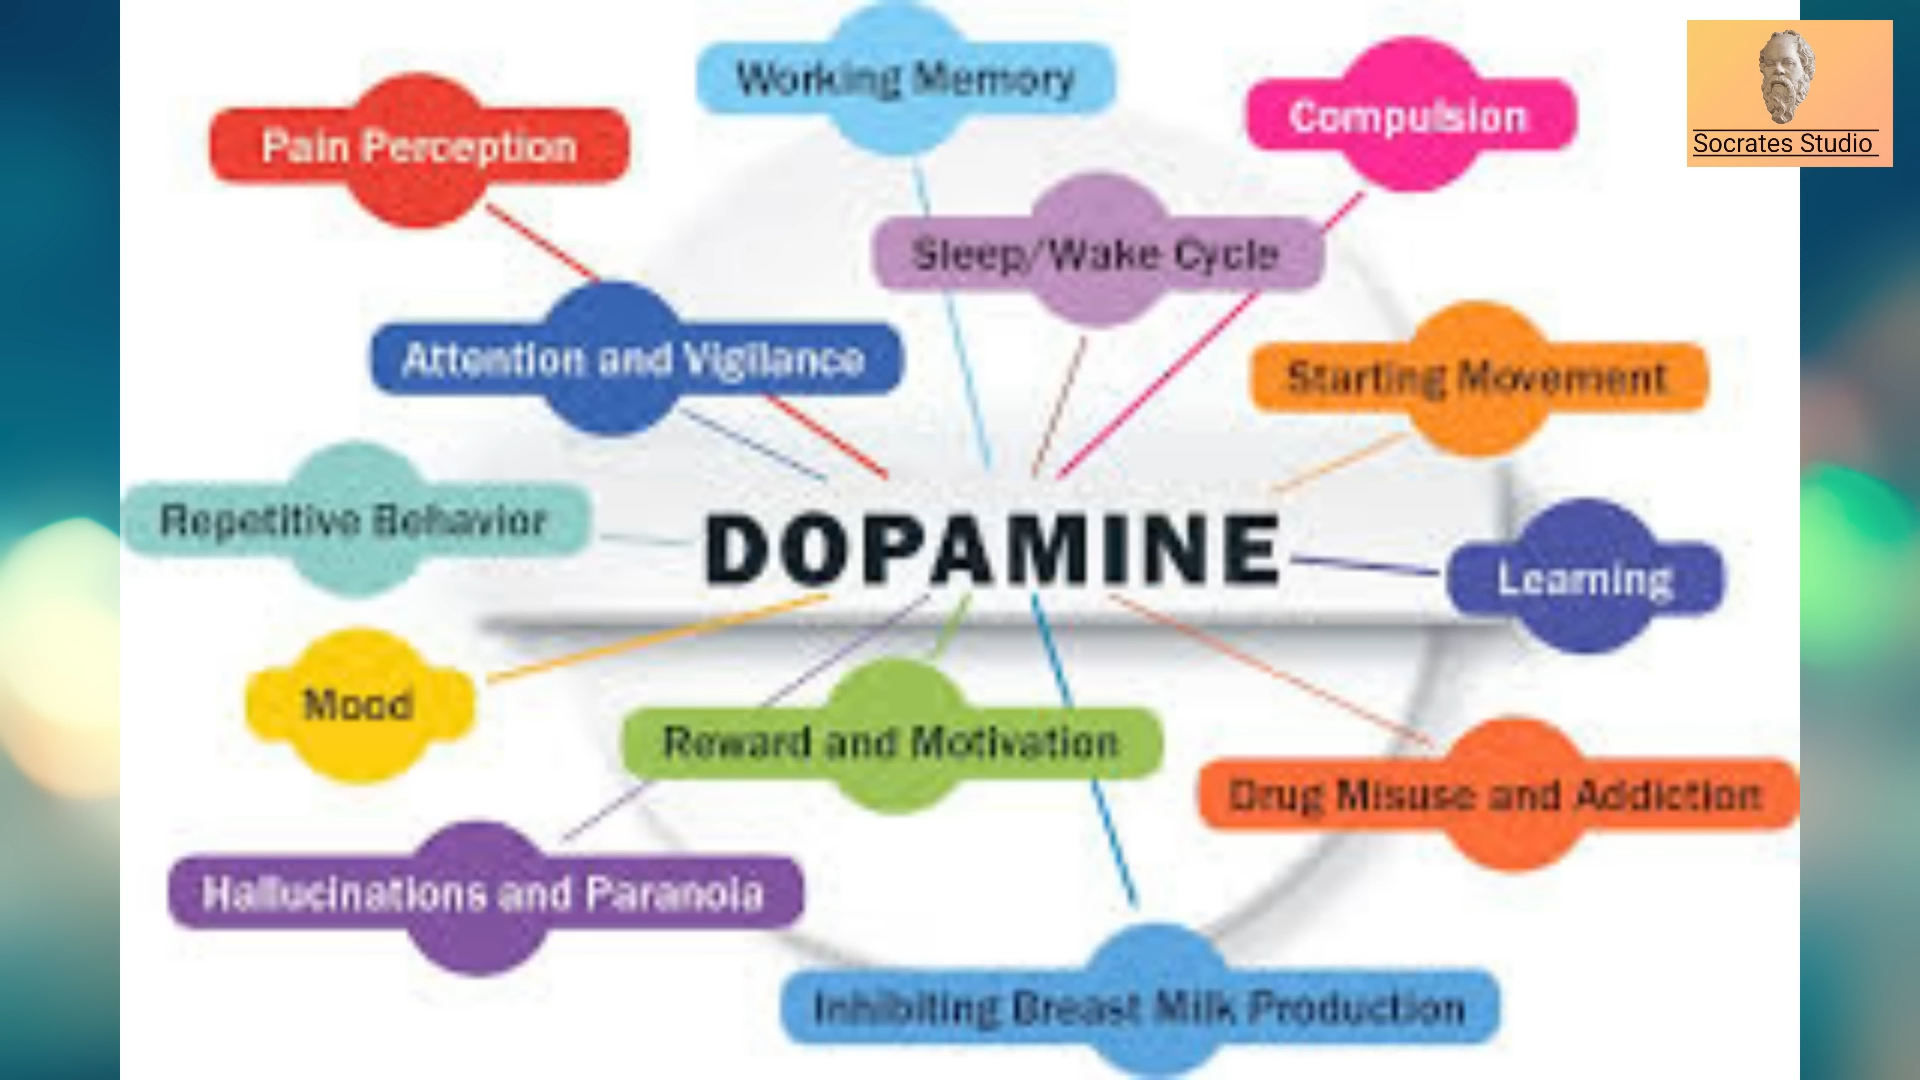 Working Memory
Compulsion
Pain Perception
Socrates Studio
Sleep/Wake Cycle
Attention and Vigilance
Starting Movement
Repetitive Behavior
DOPAMINE
Learning
Mood
Reward and Motivation
Drug Misuse and Addiction
Hallucinations and Paranoia
Inhibiting Breast Milk Production